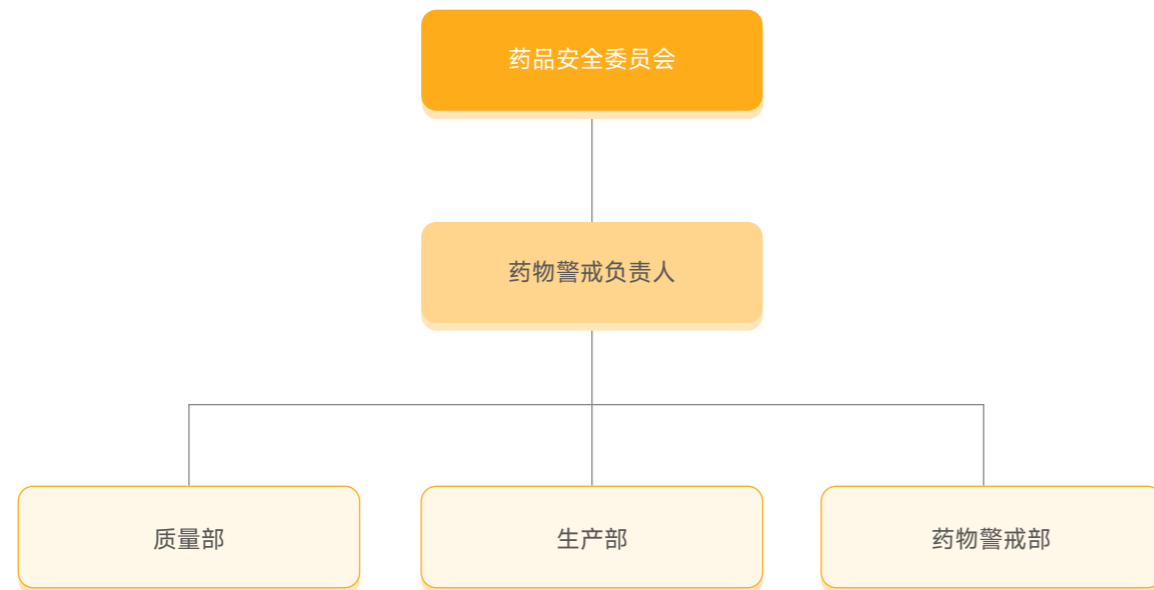 药品安全委员会
药物警戒负责人
质量部
生产部
药物警戒部